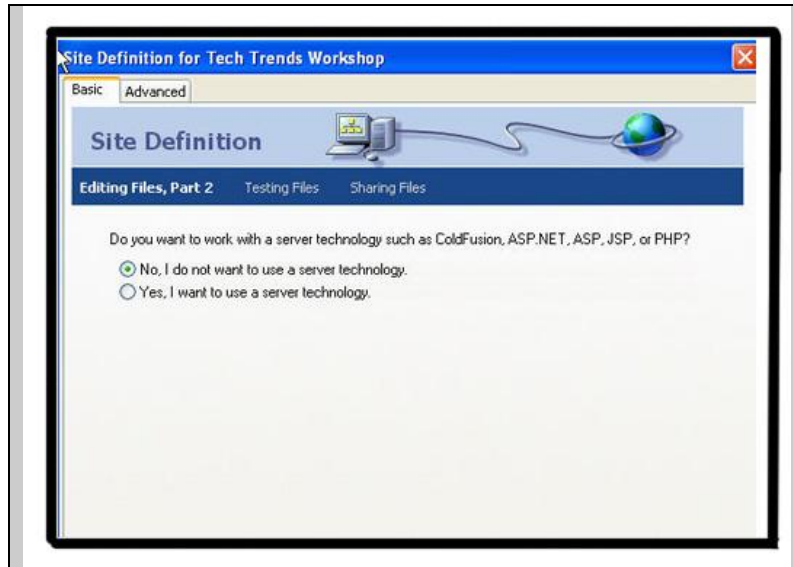 Site Definition for Tech Trends Workshop
Basic Advanced
Site Definition
Editing Files, Part 2 Testing Files Sharing Files
Do you want to work with a server technology such as ColdFusion, ASP.NET, ASP, JSP, or PHP?
No, I do not want to use a server technology.
Yes, I want to use a server technology.